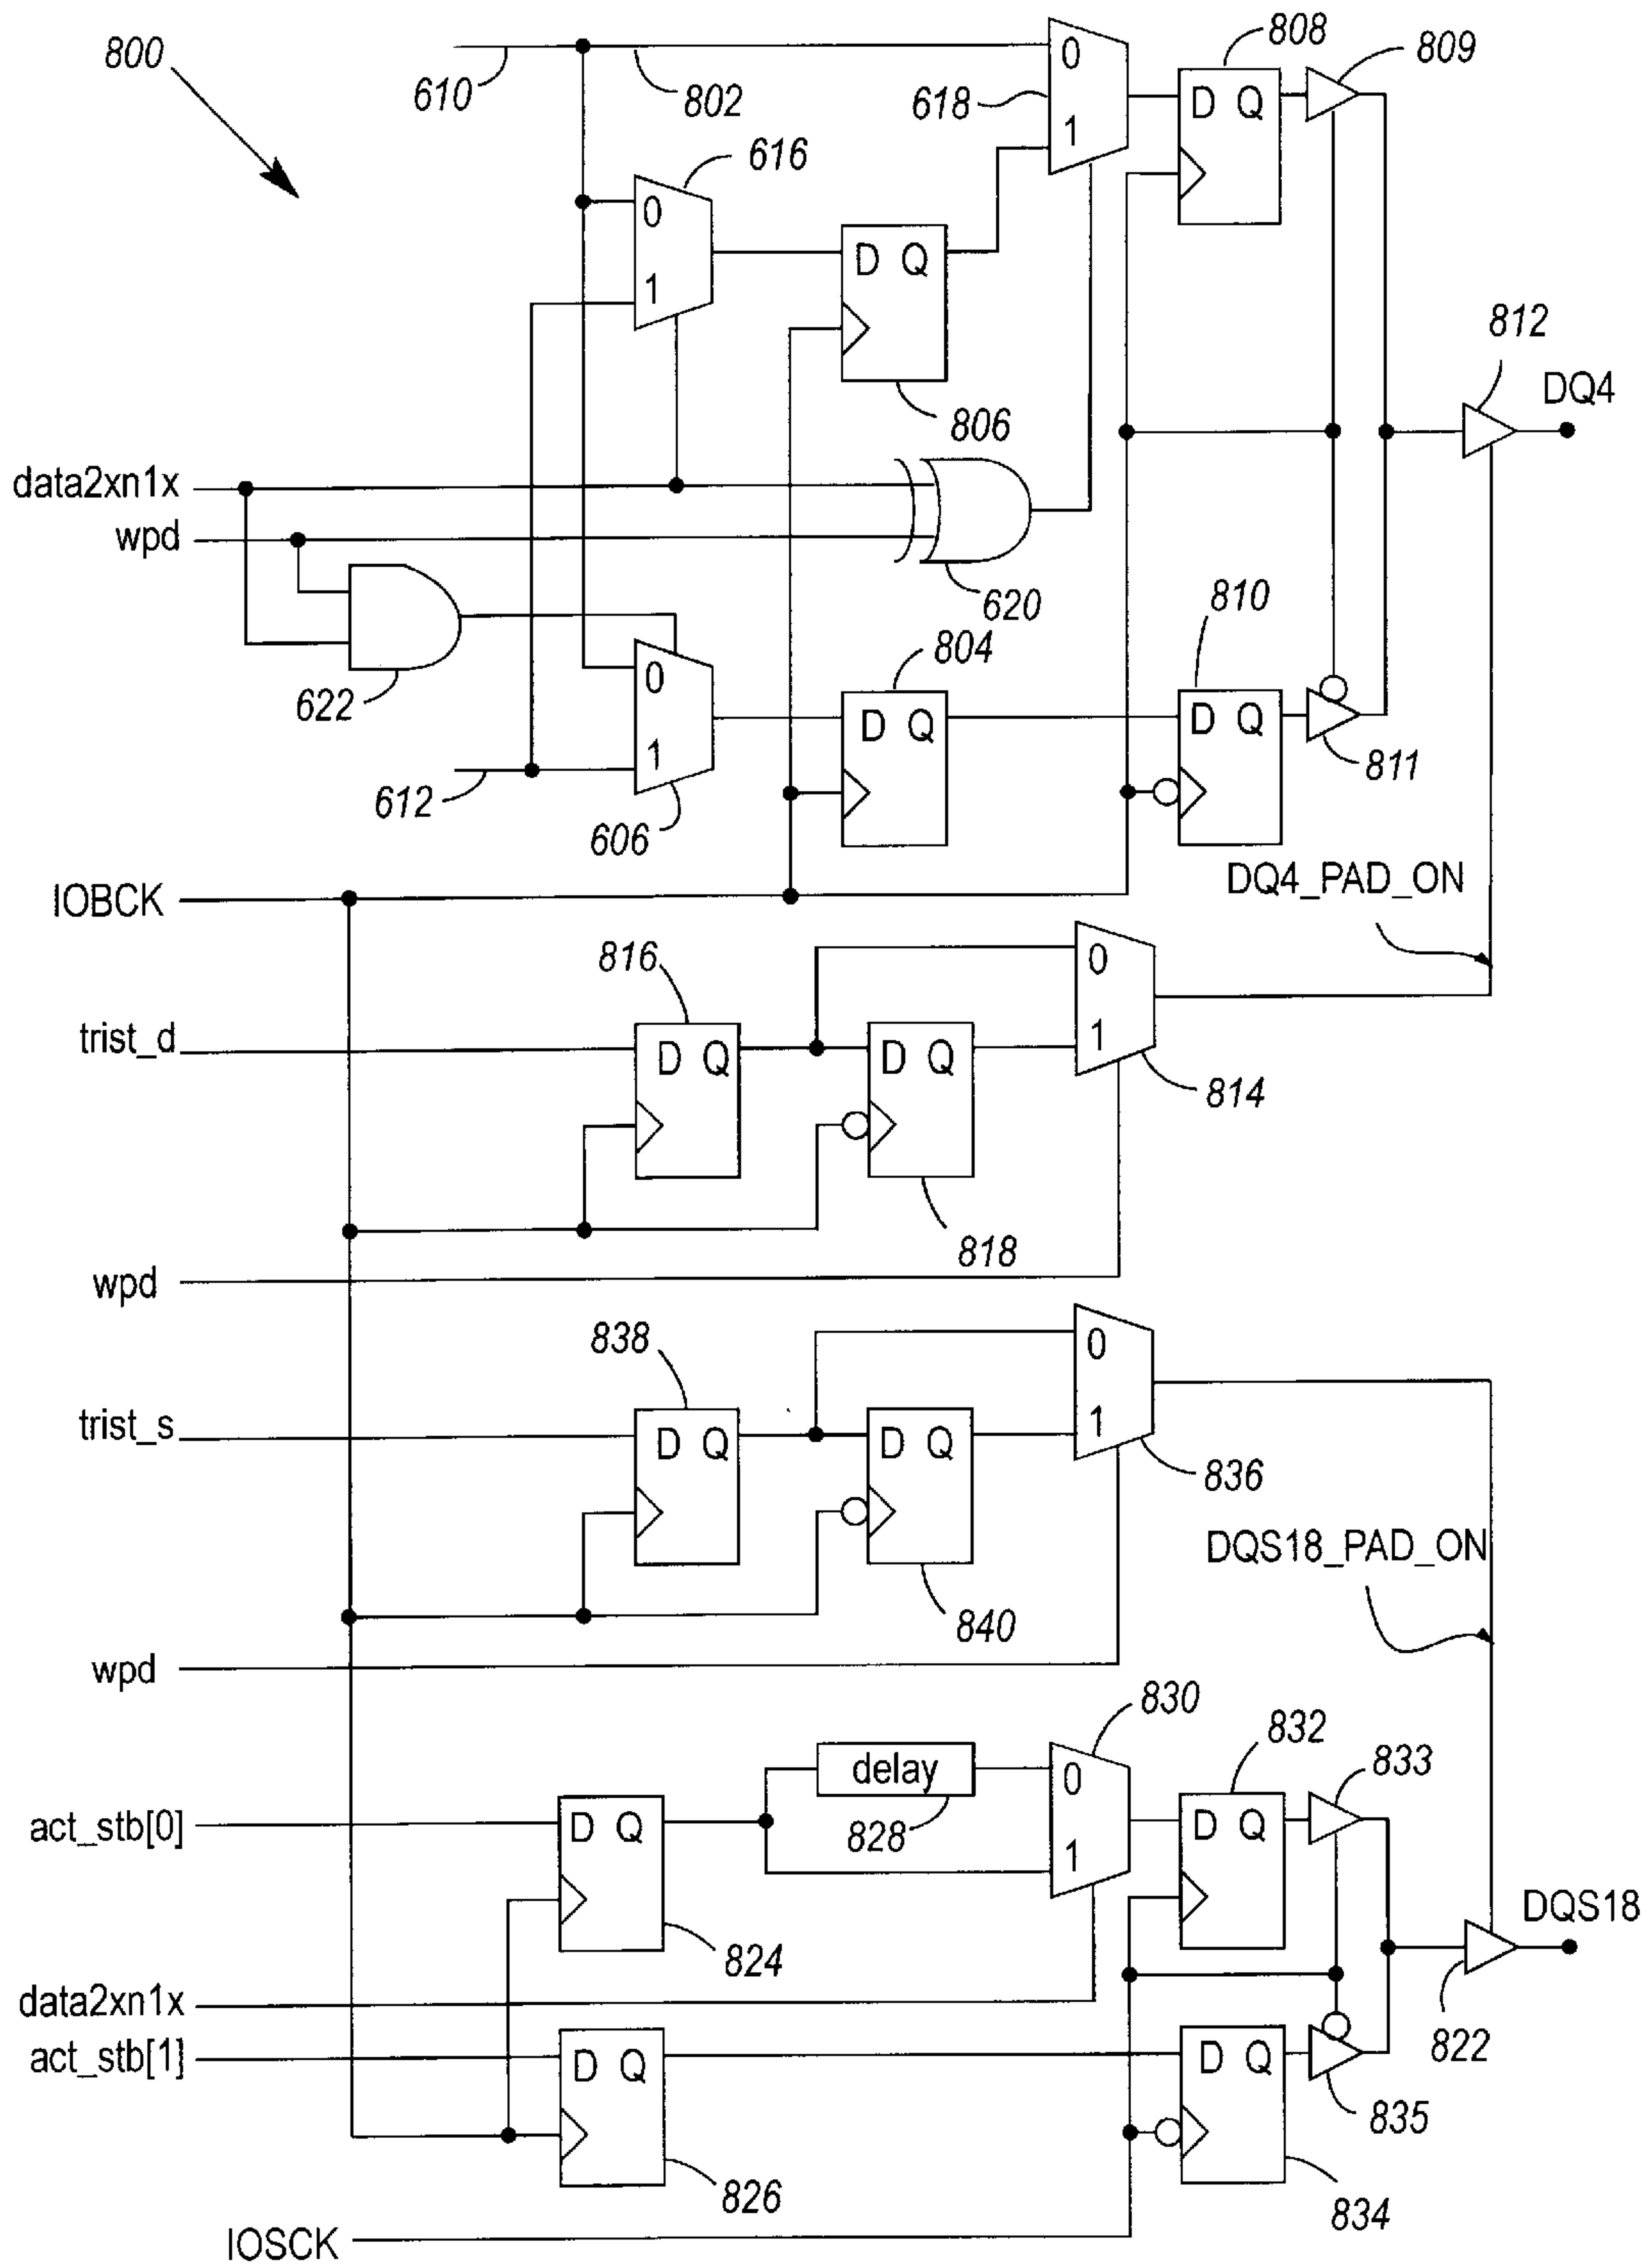 800
610
802
618
0
1
808
D Q
809
616
0
1
D Q
806
812
DQ4
data2xn1x
wpd
620
622
0
1
606
804
D Q
810
D Q
811
612
IOBCK
DQ4_PAD_ON
816
trist_d
D Q
D Q
818
0
1
814
wpd
838
trist_s
D Q
D Q
840
0
1
836
DQS18_PAD_ON
wpd
830
act_stb[0]
D Q
824
delay
828
0
1
832
D Q
833
DQS18
822
data2xn1x
act_stb[1]
D Q
826
D Q
835
834
IOSCK